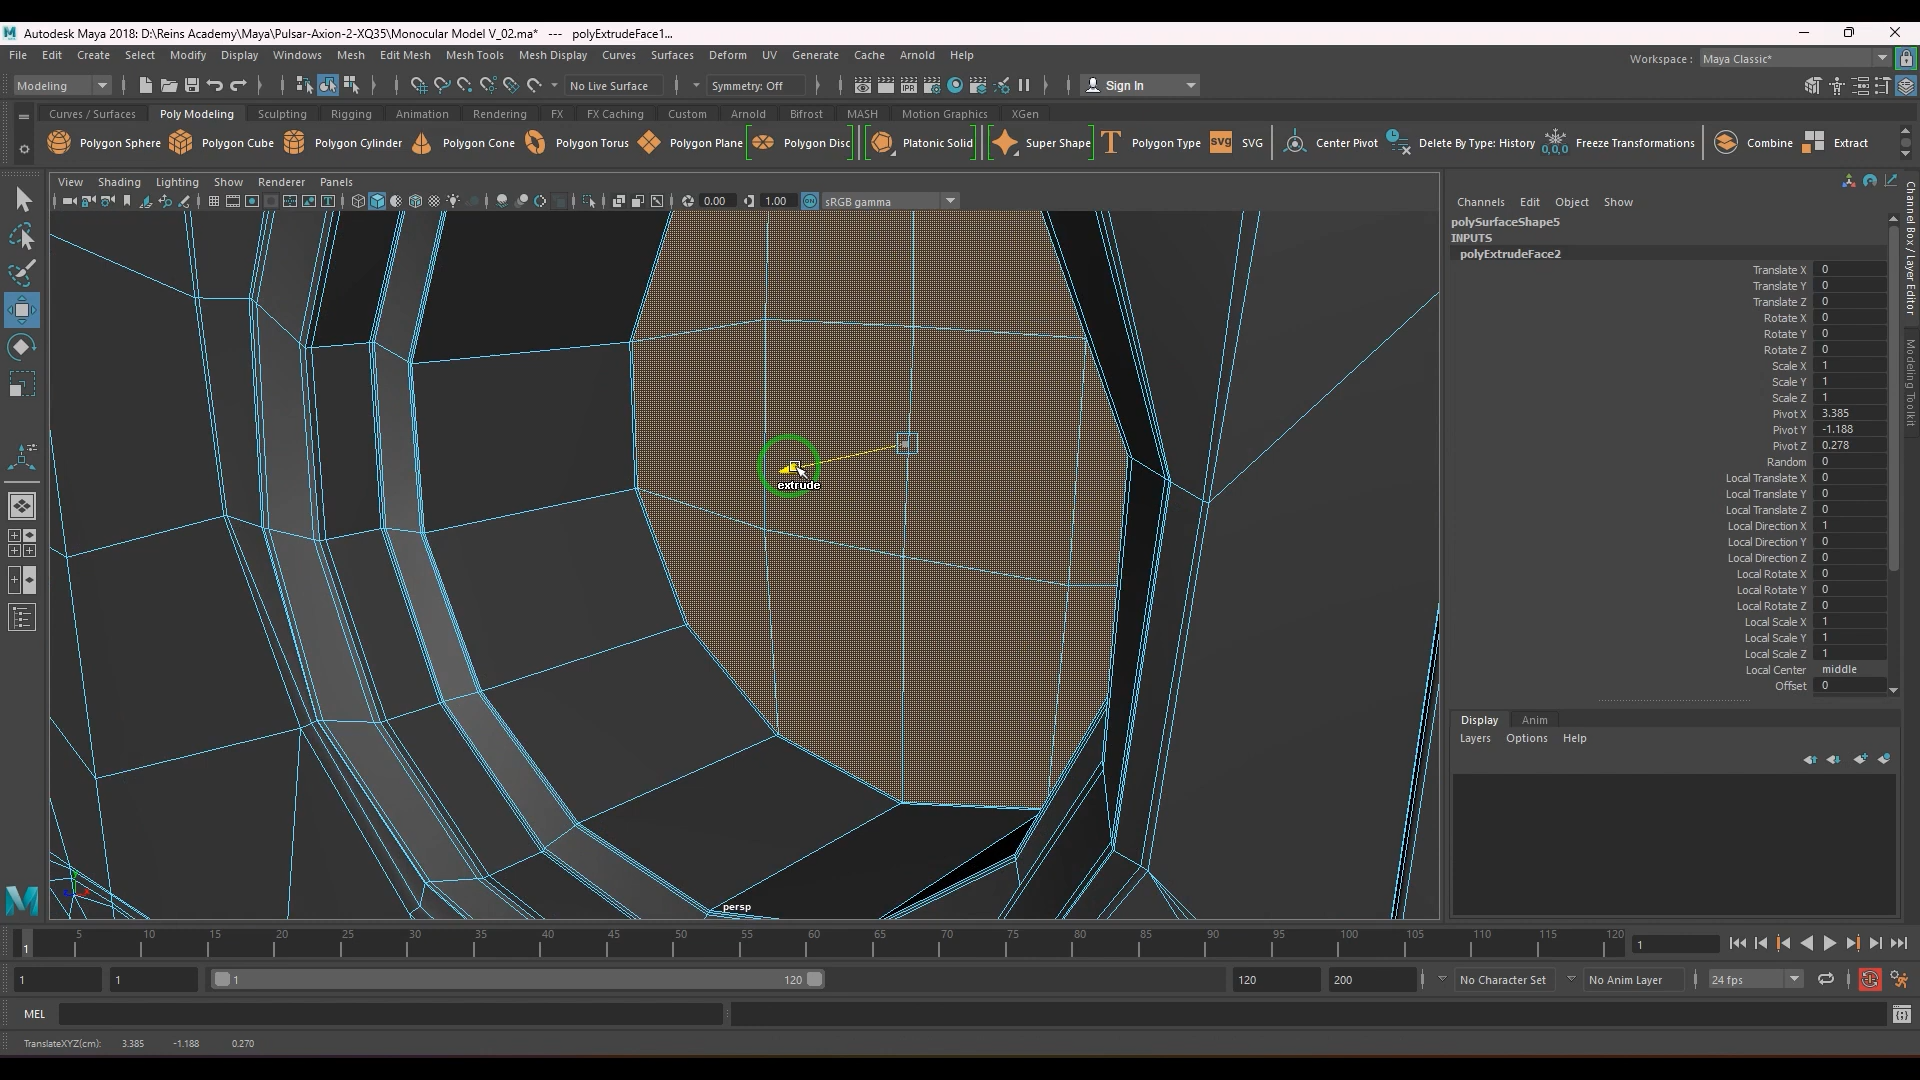 Autodesk Maya 2018: D:\Reins Academy\Maya\Pulsar-Axion-2-XQ35\Monocular Model V_02.ma* --- polyExtrudeFace1...
File Edit Create Select Modify Display Windows Mesh Edit Mesh Mesh Tools Mesh Display Curves Surfaces Deform UV Generate Cache Arnold Help
Workspace : Maya Classic*
Modeling No Live Surface Symmetry: Off Sign In
Curves / Surfaces Poly Modeling Sculpting Rigging Animation Rendering FX FX Caching Custom Arnold Bifrost MASH Motion Graphics XGen
Polygon Sphere Polygon Cube Polygon Cylinder Polygon Cone Polygon Torus Polygon Plane Polygon Disc Platonic Solid Super Shape Polygon Type SVG SVG Center Pivot Delete By Type: History 0,0,0 Freeze Transformations Combine Extract
View Shading Lighting Show Renderer Panels
0.00 1.00 ON sRGB gamma
Channels Edit Object Show
polySurfaceShape5
INPUTS
polyExtrudeFace2
Translate X 0
Translate Y 0
Translate Z 0
Rotate X 0
Rotate Y 0
Rotate Z 0
Scale X 1
Scale Y 1
Scale Z 1
Pivot X 3.385
Pivot Y -1.188
Pivot Z 0.278
Random 0
Local Translate X 0
Local Translate Y 0
Local Translate Z 0
Local Direction X 1
Local Direction Y 0
Local Direction Z 0
Local Rotate X 0
Local Rotate Y 0
Local Rotate Z 0
Local Scale X 1
Local Scale Y 1
Local Scale Z 1
Local Center middle
Offset 0
Channel Box / Layer Editor
Modeling Toolkit
extrude
persp
Display Anim
Layers Options Help
1 5 10 15 20 25 30 35 40 45 50 55 60 65 70 75 80 85 90 95 100 105 110 115 120 1
1 1 1 120 120 200 No Character Set No Anim Layer 24 fps
MEL
TranslateXYZ(cm): 3.385 -1.188 0.270